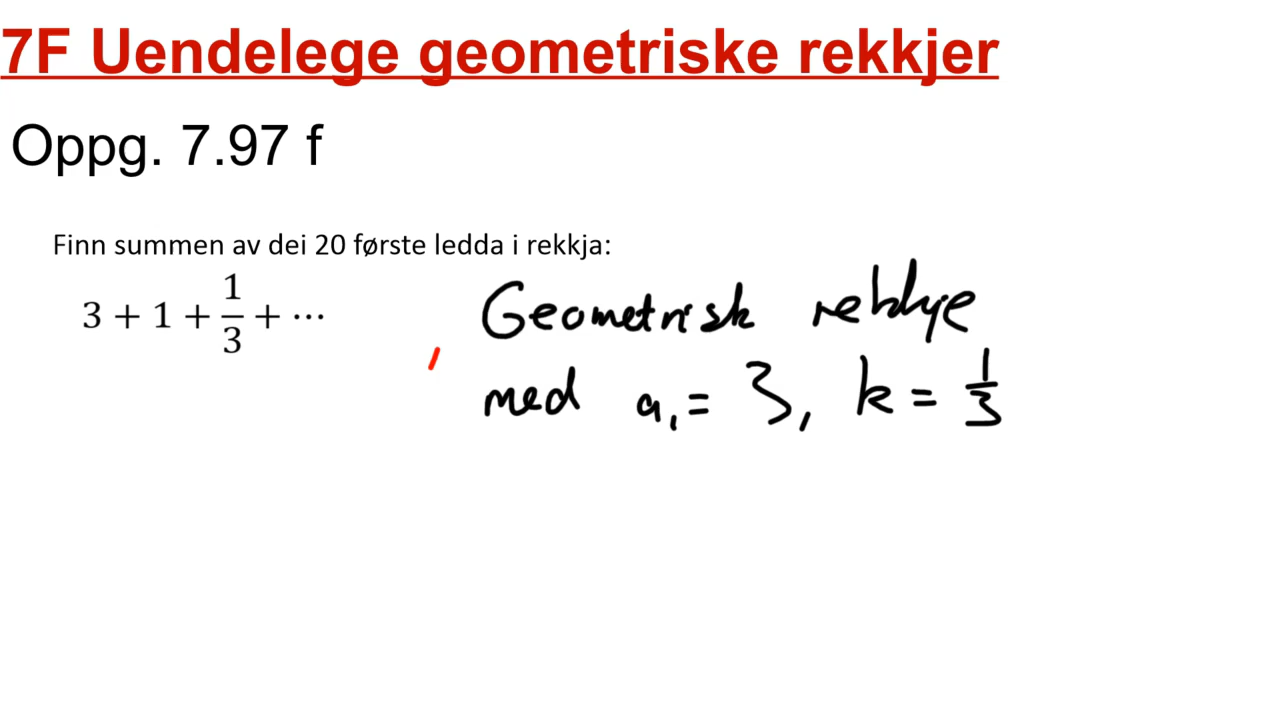 7F Uendelege geometriske rekkjer
Oppg. 7.97 f
Finn summen av dei 20 første ledda i rekkja:
3 + 1 + 1/3 + ⋯
Geometrisk rekkje
med a₁ = 3, k = 1/3